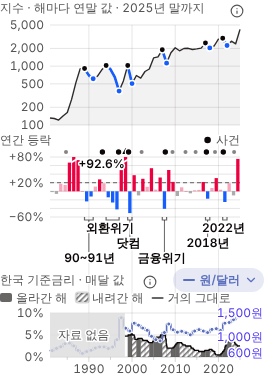 지수 · 해마다 연말 값 · 2025년 말까지
5,000
2,000
1,000
500
200
100
연간 등락
사건
+80%
+92.6%
+20%
−60%
외환위기
2022년
닷컴
2018년
90~91년
금융위기
한국 기준금리 · 매달 값
원/달러
올라간 해
내려간 해
거의 그대로
10%
5%
0%
자료 없음
1,500원
1,000원
600원
1990
2000
2010
2020